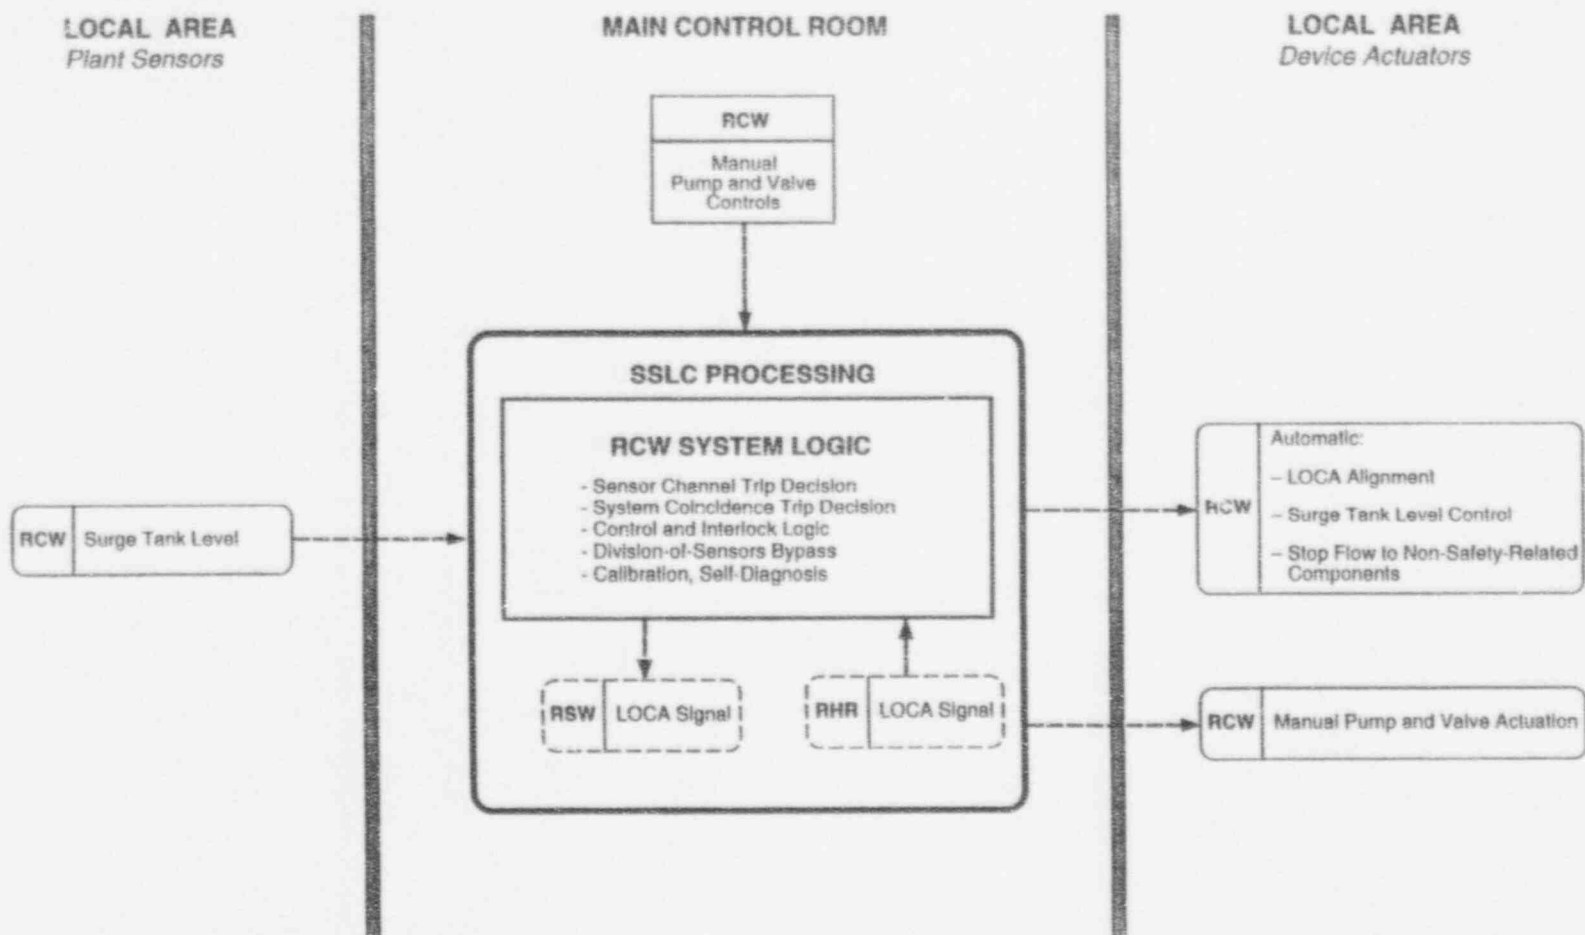 LOCAL AREA
Plant Sensors
MAIN CONTROL ROOM
LOCAL AREA
Device Actuators
RCW
Manual
Pump and Valve
Controls
SSLC PROCESSING
RCW SYSTEM LOGIC
- Sensor Channel Trip Decision
- System Coincidence Trip Decision
- Control and Interlock Logic
- Division-of-Sensors Bypass
- Calibration, Self-Diagnosis
RCW Surge Tank Level
RSW LOCA Signal
RHR LOCA Signal
RCW
Automatic:
– LOCA Alignment
– Surge Tank Level Control
– Stop Flow to Non-Safety-Related
Components
RCW Manual Pump and Valve Actuation